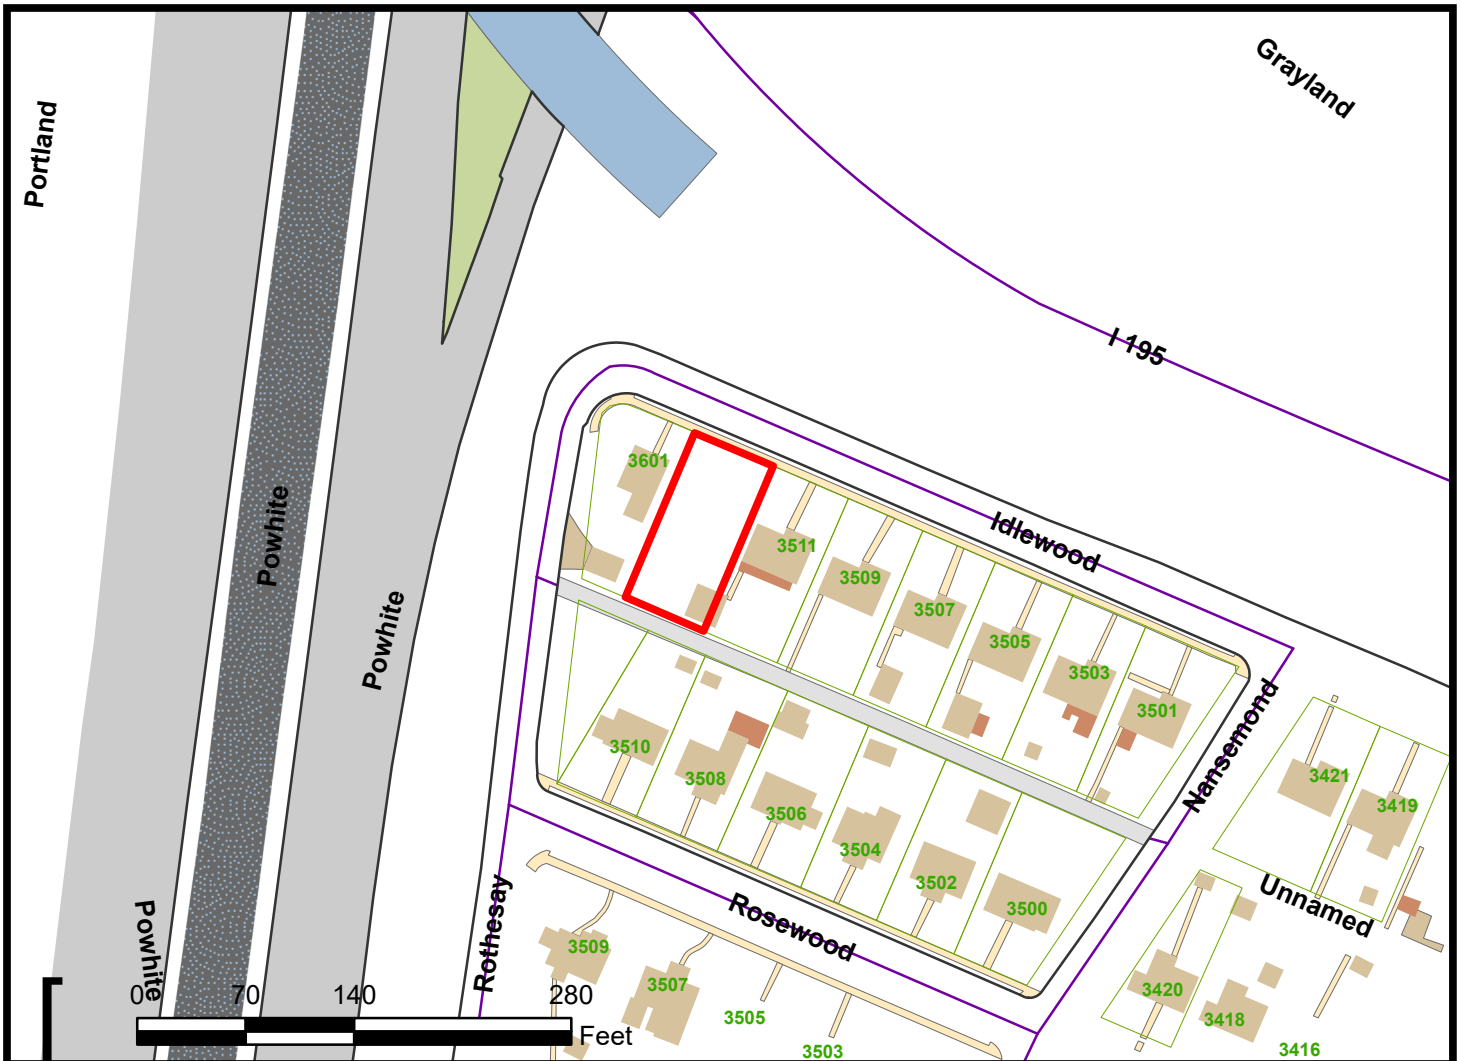 Grayland
Portland
I 195
3601
Powhite
Idlewood
3511
3509
3507
Powhite
3505
3503
3501
Nansemond
3510
3508
3421
3506
3419
3504
3502
Unnamed
3500
Rosewood
Rothesay
Powhite
3509
3507
3420
3505
3418
3503
3416
0 70 140 280
Feet